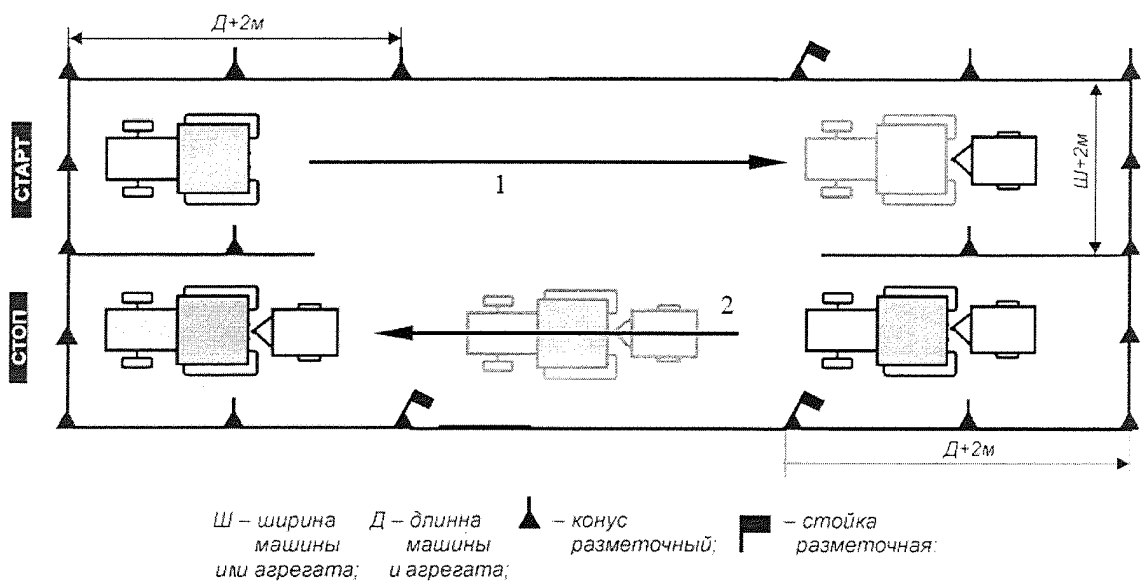 Д+2м
СТАРТ
1
Ш+2м
СТОП
2
Д+2м
Ш – ширина машины или агрегата;
Д – длинна машины и агрегата;
– конус разметочный;
– стойка разметочная: